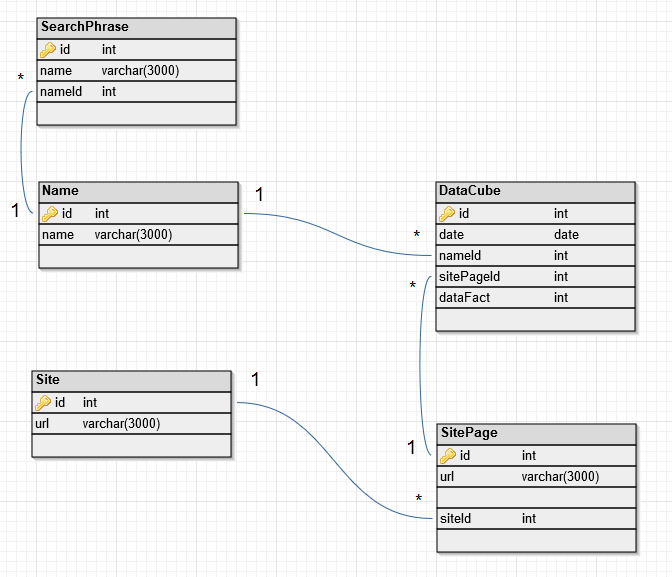 SearchPhrase
id int
name varchar(3000)
*
nameId int
Name
1
1
id int
name varchar(3000)
DataCube
id int
date date
*
nameId int
sitePageId int
*
dataFact int
Site
1
id int
url varchar(3000)
SitePage
1
id int
url varchar(3000)
*
siteId int